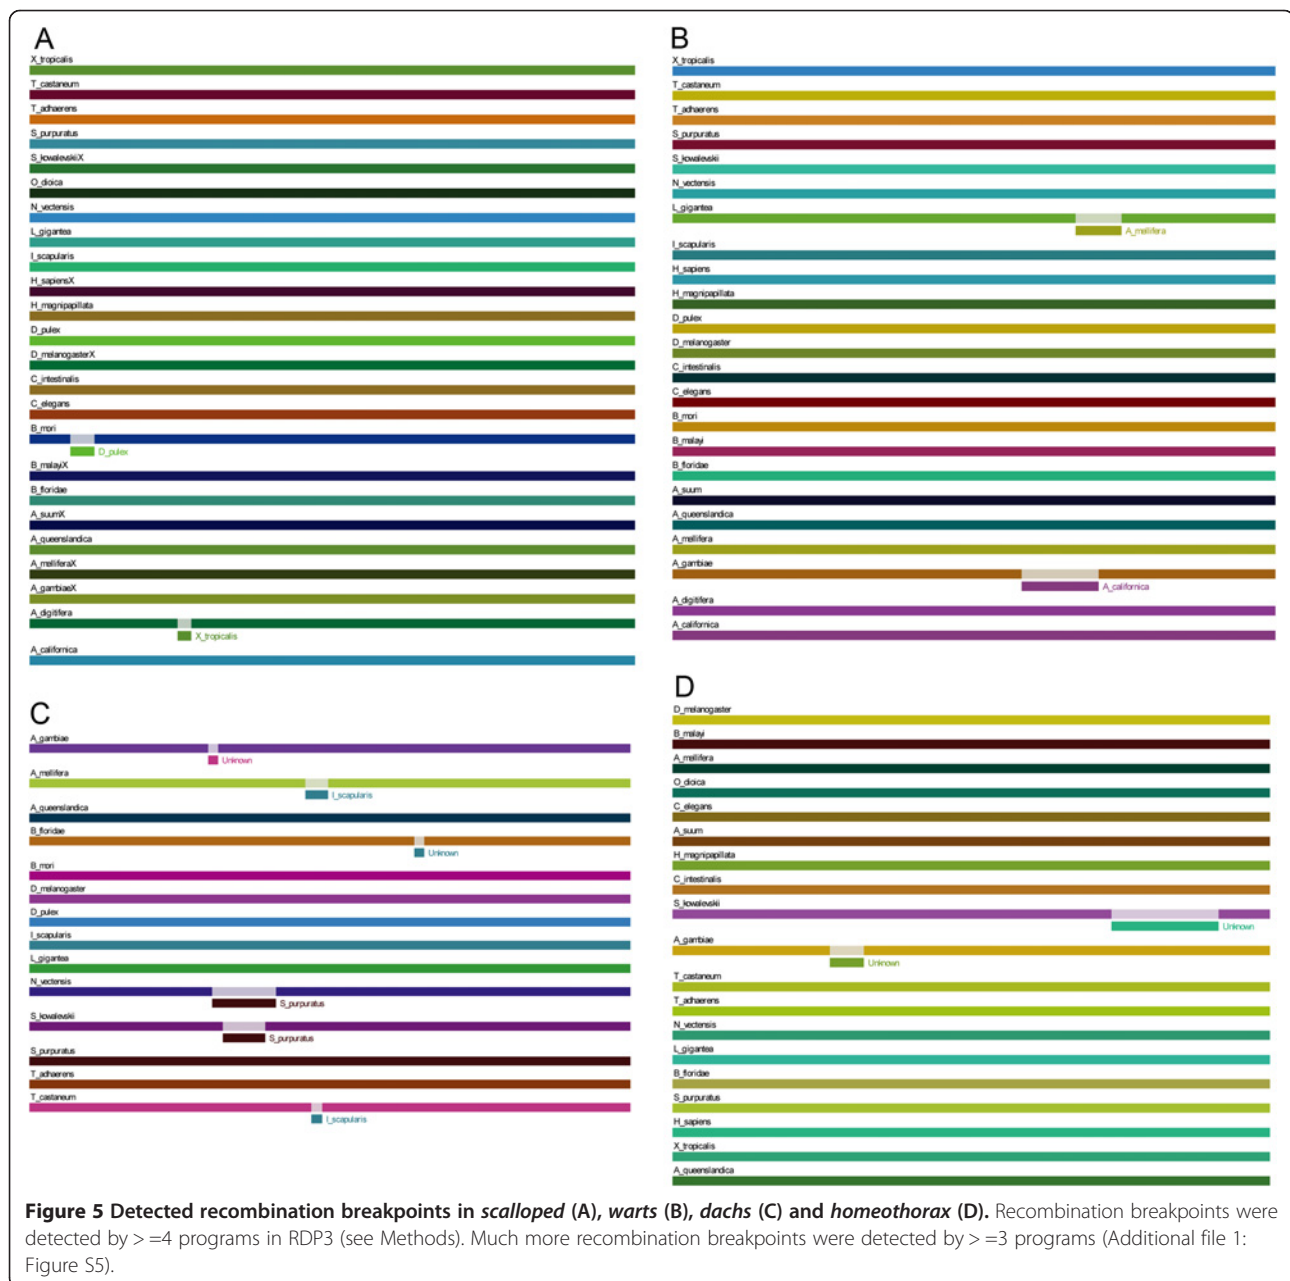 A
X_tropicalis
T_castaneum
T_adhaerens
S_purpuratus
S_kowalevskiiX
O_dioica
N_vectensis
L_gigantea
I_scapularis
H_sapiensX
H_magnipapillata
D_pulex
D_melanogasterX
C_intestinalis
C_elegans
B_mori
D_pulex
B_malayiX
B_floridae
A_suumX
A_queenslandica
A_melliferaX
A_gambiaeX
A_digitifera
X_tropicalis
A_californica
B
X_tropicalis
T_castaneum
T_adhaerens
S_purpuratus
S_kowalevskii
N_vectensis
L_gigantea
A_mellifera
I_scapularis
H_sapiens
H_magnipapillata
D_pulex
D_melanogaster
C_intestinalis
C_elegans
B_mori
B_malayi
B_floridae
A_suum
A_queenslandica
A_mellifera
A_gambiae
A_californica
A_digitifera
A_californica
C
A_gambiae
Unknown
A_mellifera
I_scapularis
A_queenslandica
B_floridae
Unknown
B_mori
D_melanogaster
D_pulex
I_scapularis
L_gigantea
N_vectensis
S_purpuratus
S_kowalevskii
S_purpuratus
S_purpuratus
T_adhaerens
T_castaneum
I_scapularis
D
D_melanogaster
B_malayi
A_mellifera
O_dioica
C_elegans
A_suum
H_magnipapillata
C_intestinalis
S_kowalevskii
Unknown
A_gambiae
Unknown
T_castaneum
T_adhaerens
N_vectensis
L_gigantea
B_floridae
S_purpuratus
H_sapiens
X_tropicalis
A_queenslandica
Figure 5 Detected recombination breakpoints in scalloped (A), warts (B), dachs (C) and homeothorax (D). Recombination breakpoints were
detected by > =4 programs in RDP3 (see Methods). Much more recombination breakpoints were detected by > =3 programs (Additional file 1:
Figure S5).